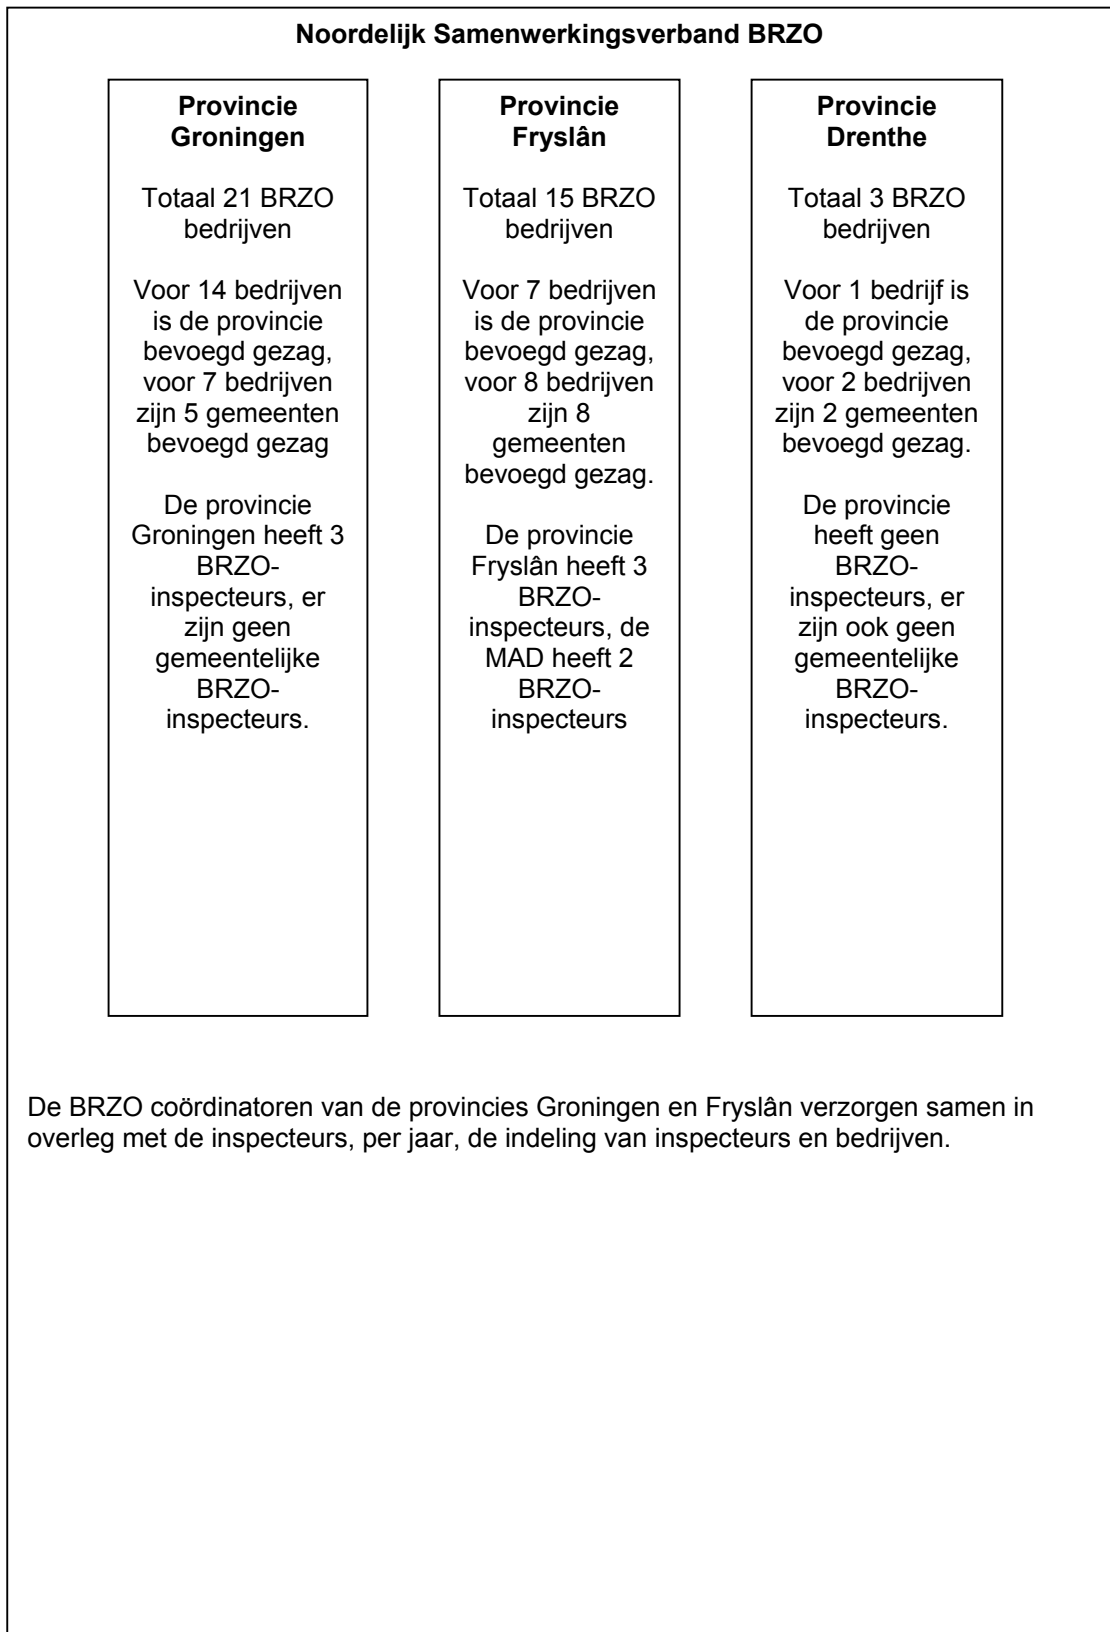 Noordelijk Samenwerkingsverband BRZO
Provincie
Groningen
Totaal 21 BRZO
bedrijven
Voor 14 bedrijven
is de provincie
bevoegd gezag,
voor 7 bedrijven
zijn 5 gemeenten
bevoegd gezag
De provincie
Groningen heeft 3
BRZO-
inspecteurs, er
zijn geen
gemeentelijke
BRZO-
inspecteurs.
Provincie
Fryslân
Totaal 15 BRZO
bedrijven
Voor 7 bedrijven
is de provincie
bevoegd gezag,
voor 8 bedrijven
zijn 8
gemeenten
bevoegd gezag.
De provincie
Fryslân heeft 3
BRZO-
inspecteurs, de
MAD heeft 2
BRZO-
inspecteurs
Provincie
Drenthe
Totaal 3 BRZO
bedrijven
Voor 1 bedrijf is
de provincie
bevoegd gezag,
voor 2 bedrijven
zijn 2 gemeenten
bevoegd gezag.
De provincie
heeft geen
BRZO-
inspecteurs, er
zijn ook geen
gemeentelijke
BRZO-
inspecteurs.
De BRZO coördinatoren van de provincies Groningen en Fryslân verzorgen samen in
overleg met de inspecteurs, per jaar, de indeling van inspecteurs en bedrijven.